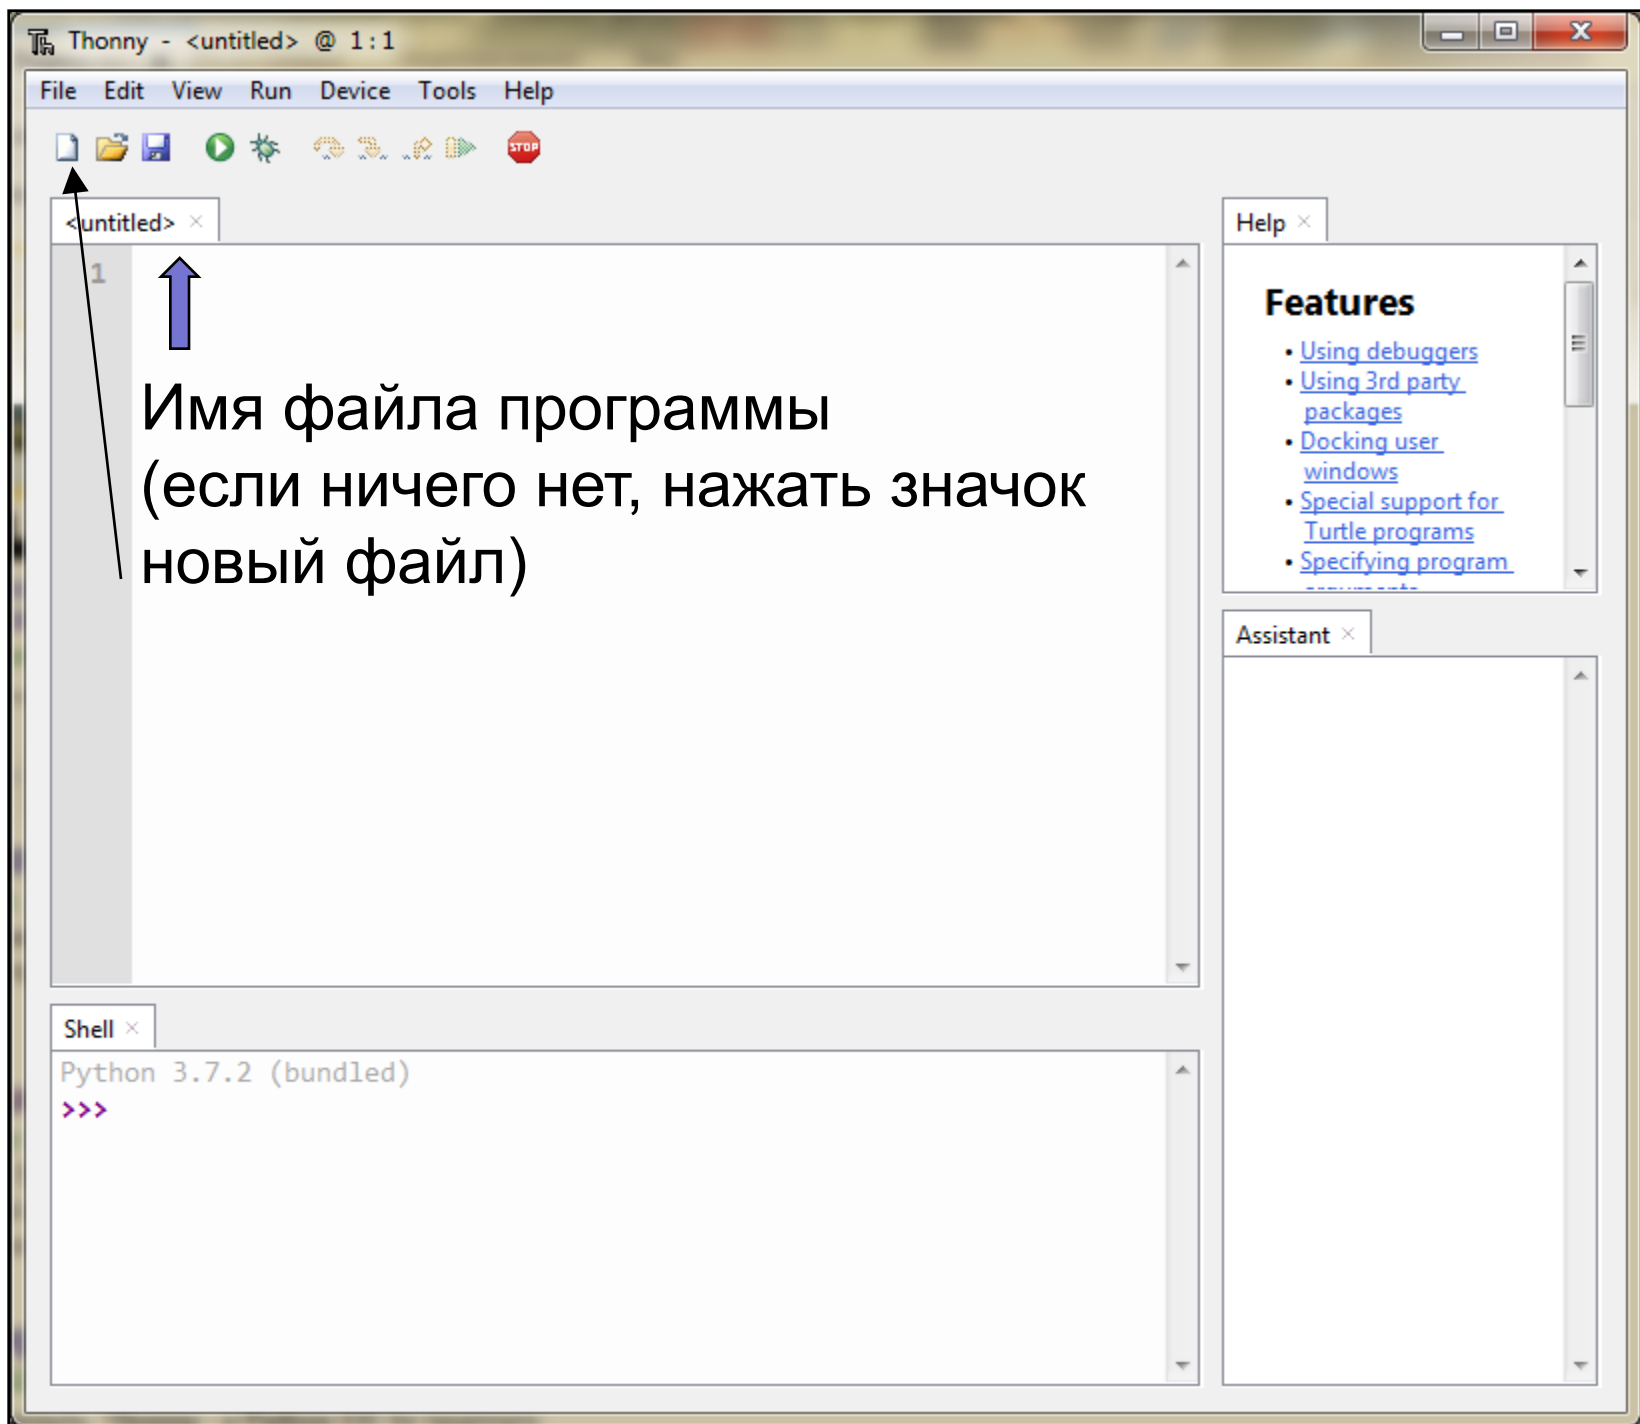 Thonny - <untitled> @ 1:1
File Edit View Run Device Tools Help
STOP
<untitled>
1
Имя файла программы
(если ничего нет, нажать значок
новый файл)
Help
Features
• Using debuggers
• Using 3rd party
packages
• Docking user
windows
• Special support for
Turtle programs
• Specifying program
arguments
Assistant
Shell
Python 3.7.2 (bundled)
>>>